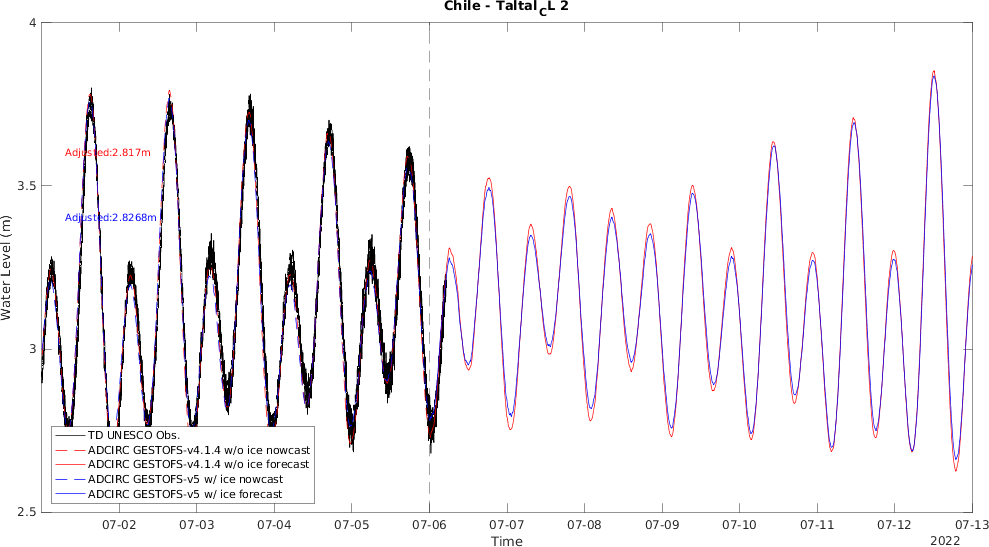 Chile - Taltal_CL 2
4
3.5
3
2.5
Water Level (m)
Adjusted:2.817m
Adjusted:2.8268m
TD UNESCO Obs.
ADCIRC GESTOFS-v4.1.4 w/o ice nowcast
ADCIRC GESTOFS-v4.1.4 w/o ice forecast
ADCIRC GESTOFS-v5 w/ ice nowcast
ADCIRC GESTOFS-v5 w/ ice forecast
07-02 07-03 07-04 07-05 07-06 07-07 07-08 07-09 07-10 07-11 07-12 07-13
Time
2022